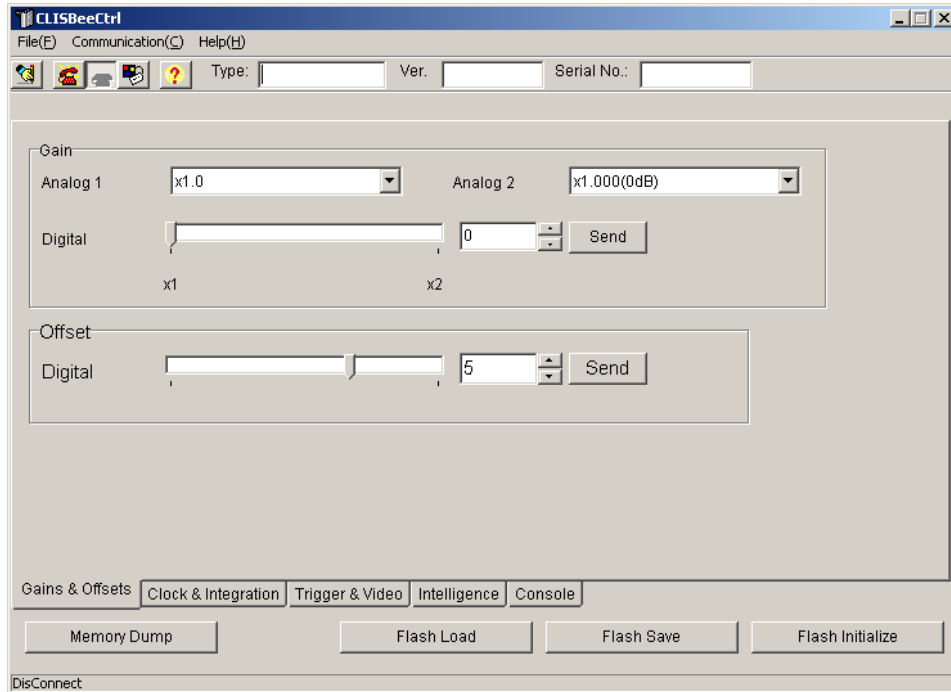 CLISBeeCtrl
File(F) Communication(C) Help(H)
Type: Ver. Serial No.:
Gain
Analog 1 x1.0 Analog 2 x1.000(0dB)
Digital 0 Send
x1 x2
Offset
Digital 5 Send
Gains & Offsets Clock & Integration Trigger & Video Intelligence Console
Memory Dump Flash Load Flash Save Flash Initialize
DisConnect